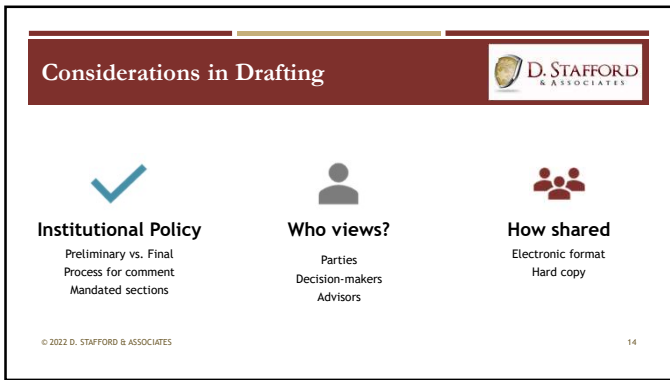 Considerations in Drafting
D. STAFFORD
& ASSOCIATES
Institutional Policy
Preliminary vs. Final
Process for comment
Mandated sections
Who views?
Parties
Decision-makers
Advisors
How shared
Electronic format
Hard copy
© 2022 D. STAFFORD & ASSOCIATES
14